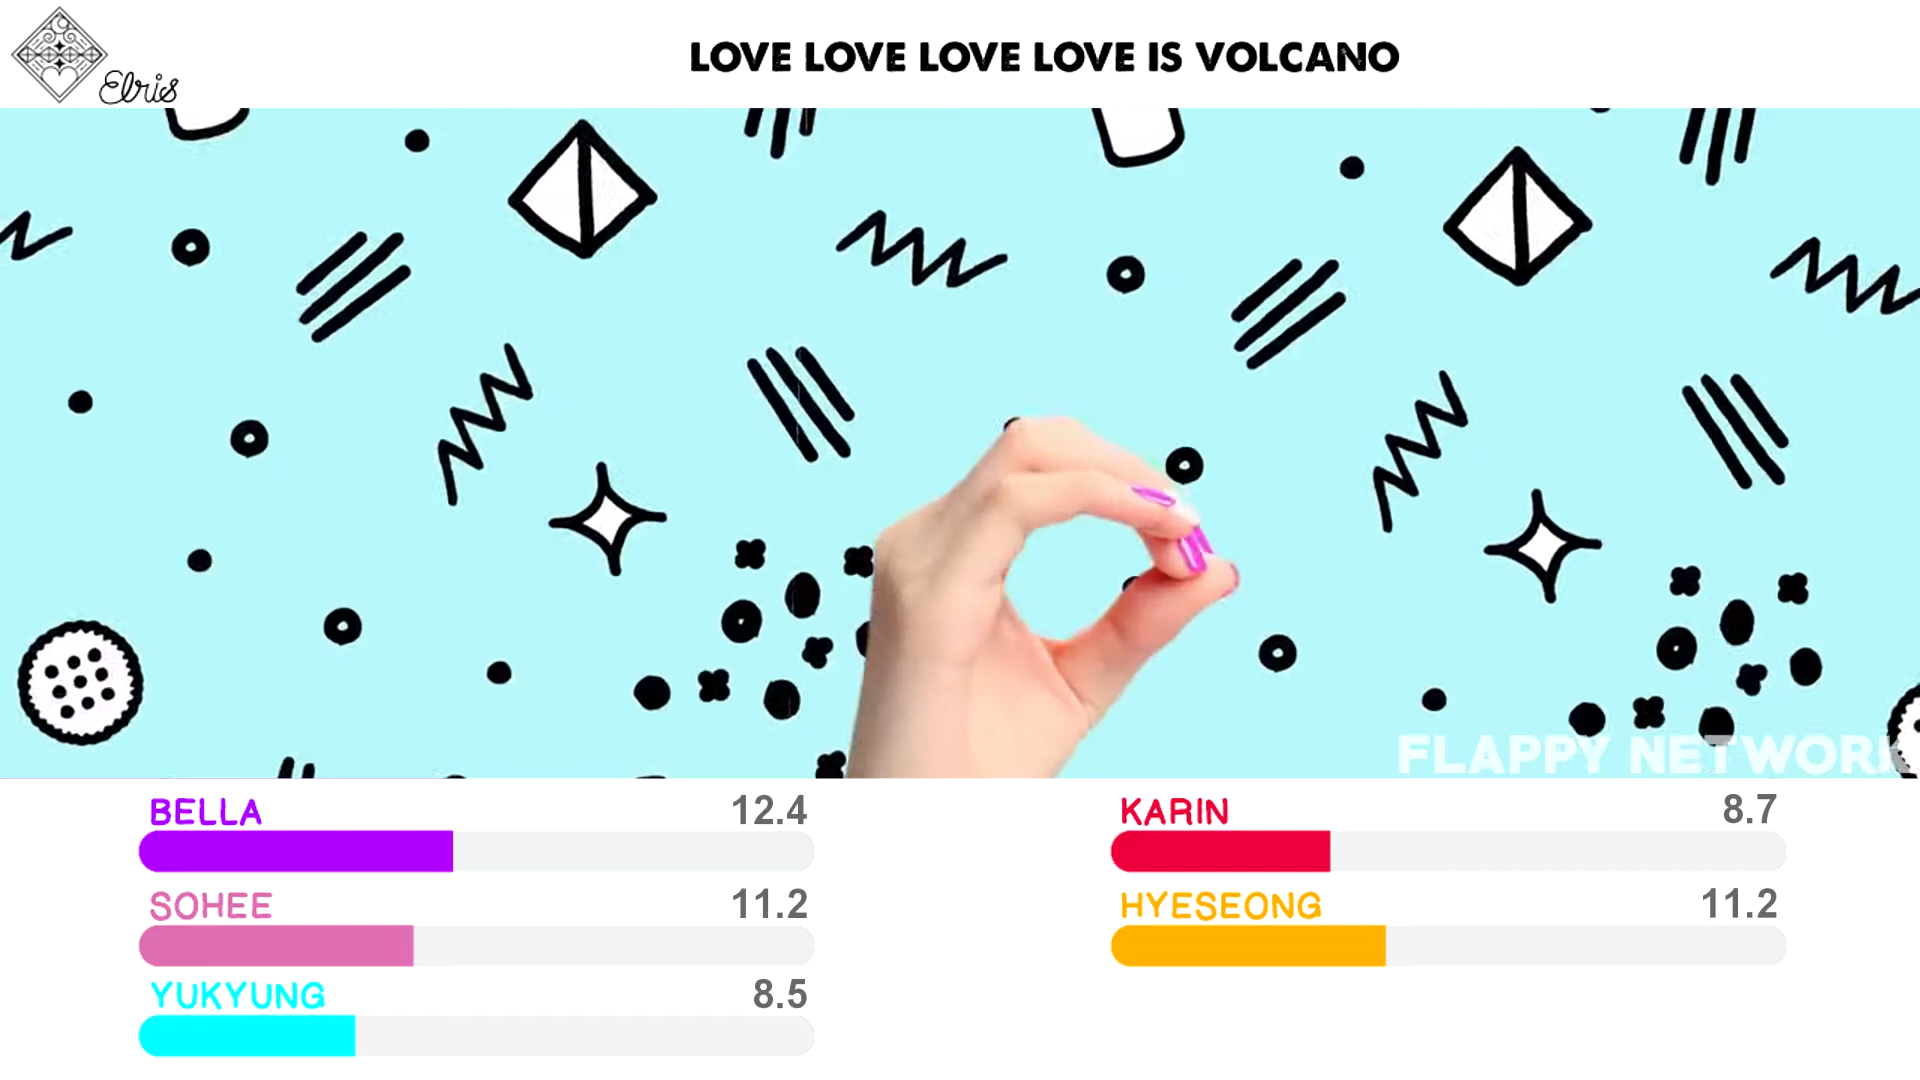 Elris
LOVE LOVE LOVE LOVE IS VOLCANO
FLAPPY NETWORK
BELLA 12.4
KARIN 8.7
SOHEE 11.2
HYESEONG 11.2
YUKYUNG 8.5